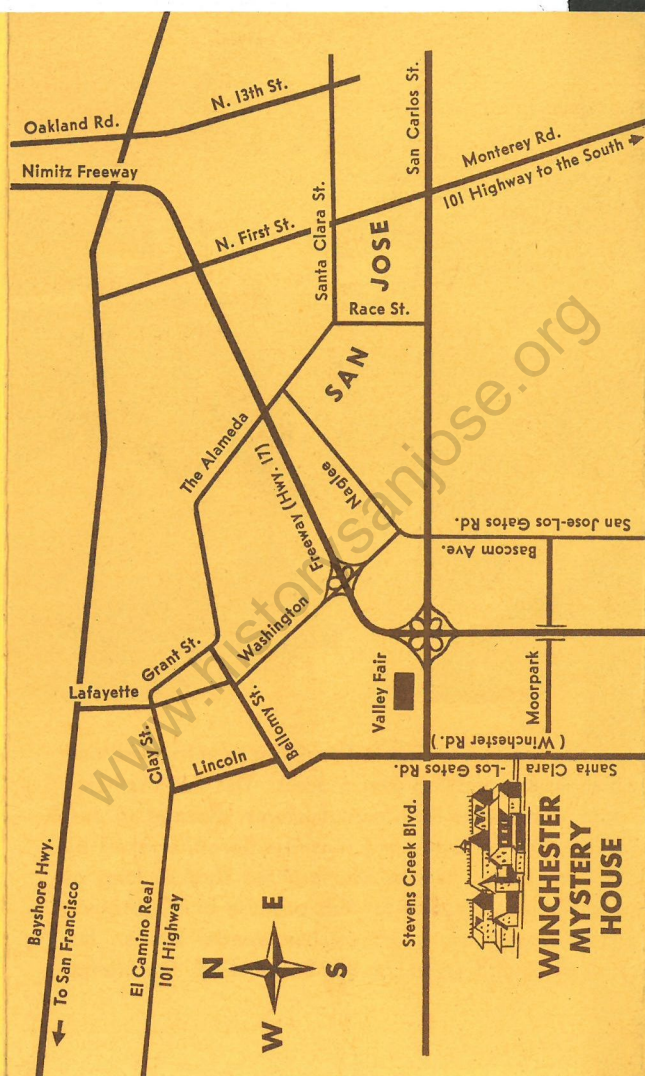 Oakland Rd.
N. 13th St.
Nimitz Freeway
N. First St.
Santa Clara St.
San Carlos St.
Monterey Rd.
101 Highway to the South
SAN JOSE
Race St.
The Alameda
Naglee
Freeway (Hwy. 17)
San Jose-Los Gatos Rd.
Bascom Ave.
Washington
Grant St.
Lafayette
Clay St.
Lincoln
Bellomy St.
Valley Fair
Moorpark
(Winchester Rd.)
Santa Clara
-Los Gatos Rd.
Bayshore Hwy.
To San Francisco
El Camino Real
101 Highway
N
E
W
S
Stevens Creek Blvd.
WINCHESTER
MYSTERY
HOUSE
www.historysanjose.org